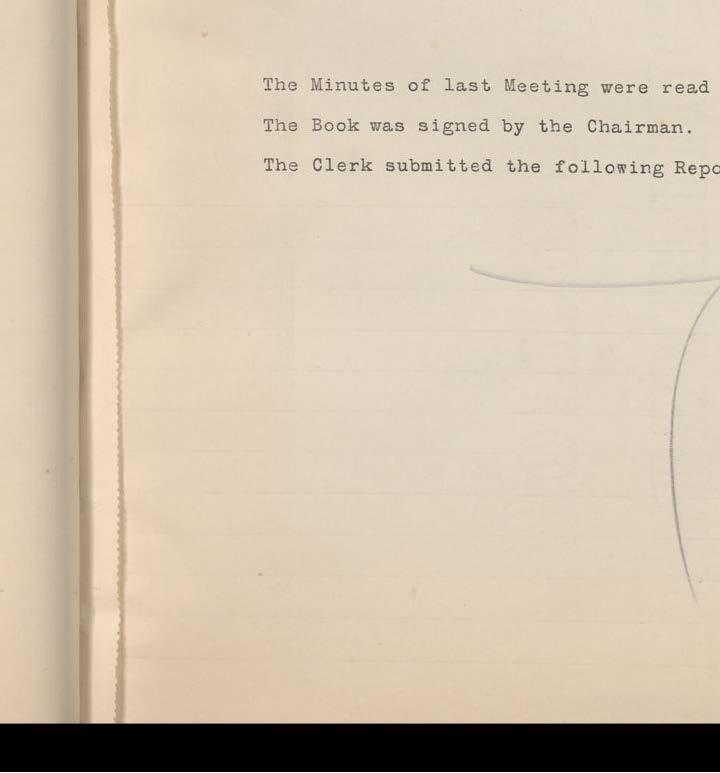 The Minutes of last Meeting were read
The Book was signed by the Chairman.
The Clerk submitted the following Repo